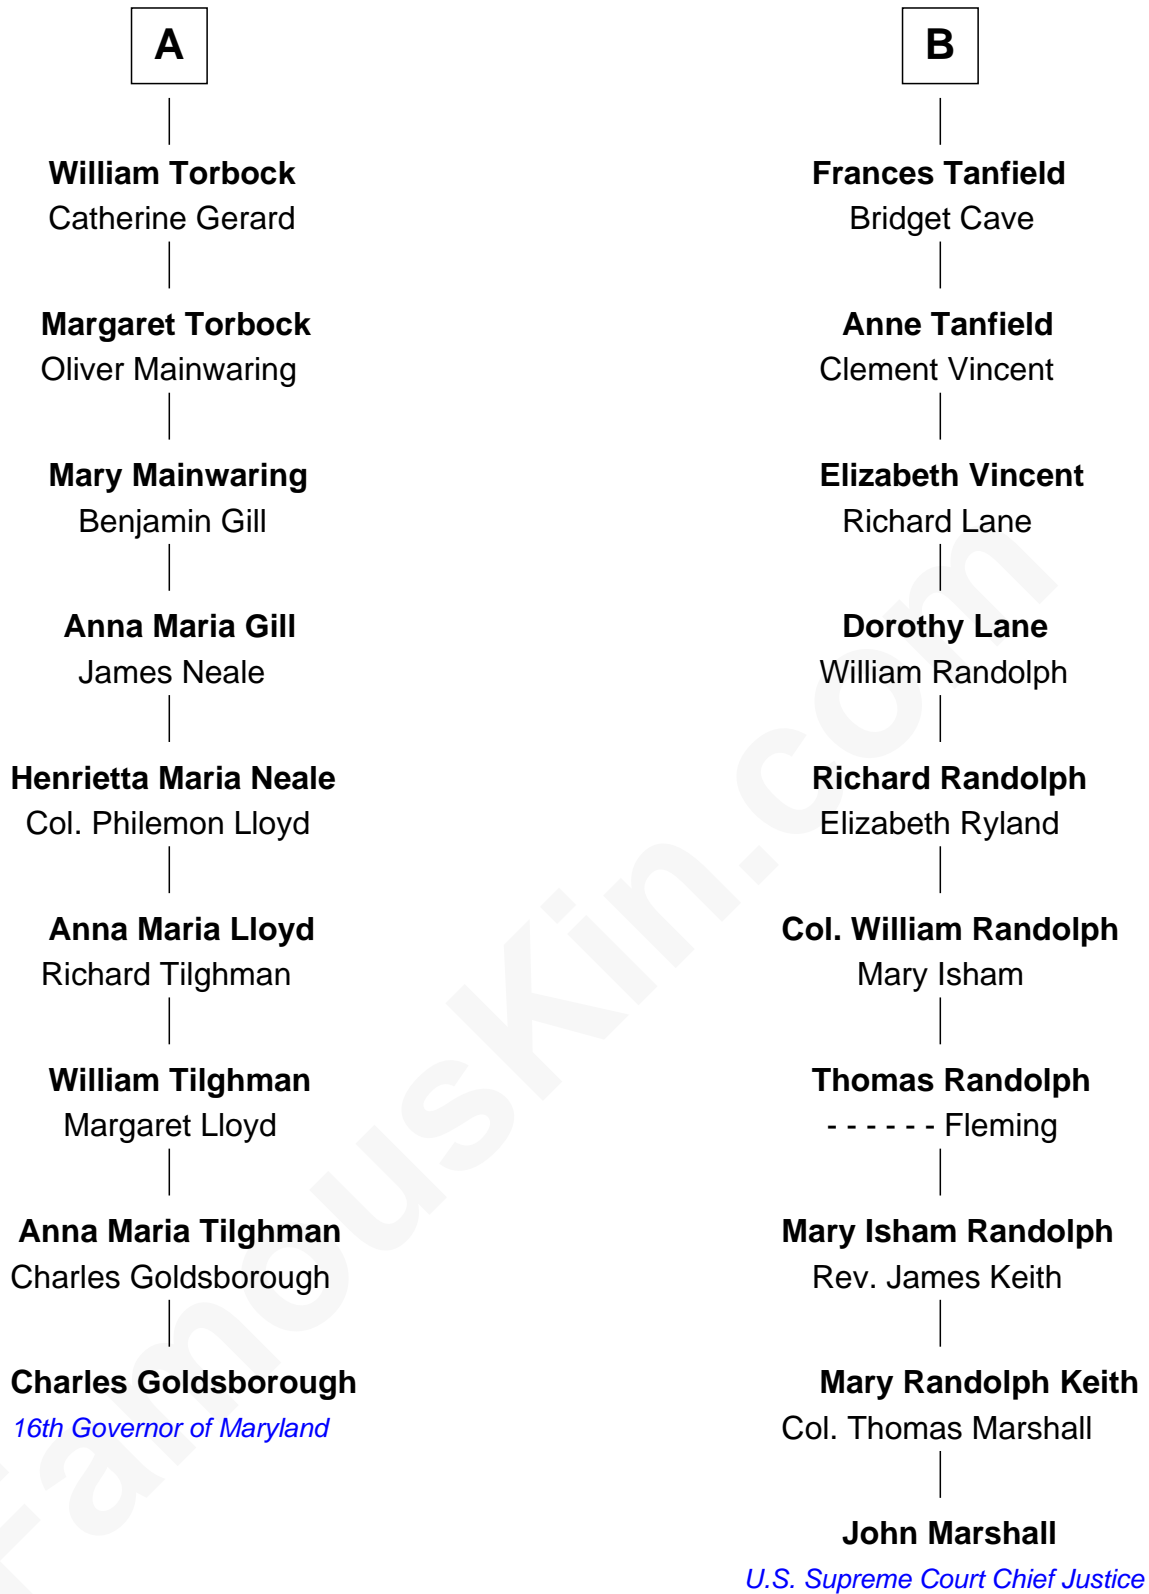 A
William Torbock
Catherine Gerard
Margaret Torbock
Oliver Mainwaring
Mary Mainwaring
Benjamin Gill
Anna Maria Gill
James Neale
Henrietta Maria Neale
Col. Philemon Lloyd
Anna Maria Lloyd
Richard Tilghman
William Tilghman
Margaret Lloyd
Anna Maria Tilghman
Charles Goldsborough
Charles Goldsborough
16th Governor of Maryland
B
Frances Tanfield
Bridget Cave
Anne Tanfield
Clement Vincent
Elizabeth Vincent
Richard Lane
Dorothy Lane
William Randolph
Richard Randolph
Elizabeth Ryland
Col. William Randolph
Mary Isham
Thomas Randolph
- - - - - - Fleming
Mary Isham Randolph
Rev. James Keith
Mary Randolph Keith
Col. Thomas Marshall
John Marshall
U.S. Supreme Court Chief Justice
FamousKin.com